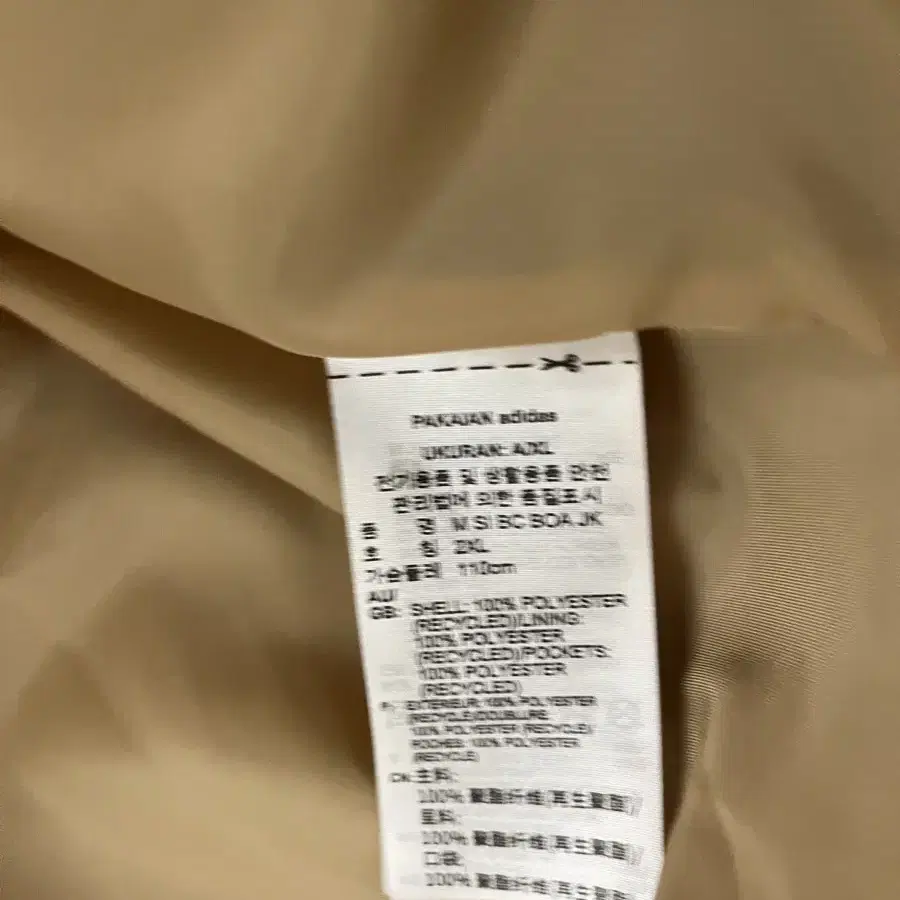 PAKAIAN adidas
UKURAN: A/XL
전기용품 및 생활용품 안전
관리법에 의한 품질표시
품 명 M SI BC BOA JK
호 칭 2XL
가슴둘레 110cm
AU/
GB: SHELL: 100% POLYESTER
(RECYCLED)/LINING:
100% POLYESTER
(RECYCLED)/POCKETS:
100% POLYESTER
(RECYCLED)
EXTERIEUR: 100% POLYESTER
(RECYCLE)/DOUBLURE:
100% POLYESTER (RECYCLE)/
POCHES: 100% POLYESTER
(RECYCLE)
CN: 主料:
100% 聚酯纤维(再生聚酯)/
里料:
100% 聚酯纤维(再生聚酯)/
口袋:
100% 聚酯纤维(再生聚酯)